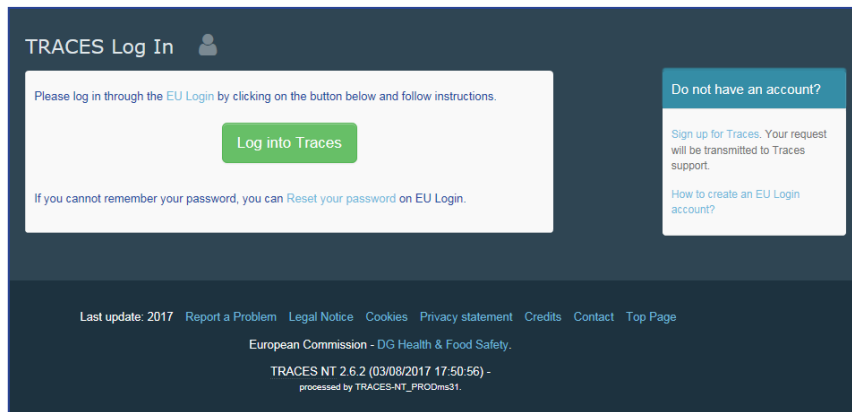 TRACES Log In
Please log in through the EU Login by clicking on the button below and follow instructions.
Log into Traces
If you cannot remember your password, you can Reset your password on EU Login.
Do not have an account?
Sign up for Traces. Your request
will be transmitted to Traces
support.
How to create an EU Login
account?
Last update: 2017 Report a Problem Legal Notice Cookies Privacy statement Credits Contact Top Page
European Commission - DG Health & Food Safety.
TRACES NT 2.6.2 (03/08/2017 17:50:56) -
processed by TRACES-NT_PRODms31.